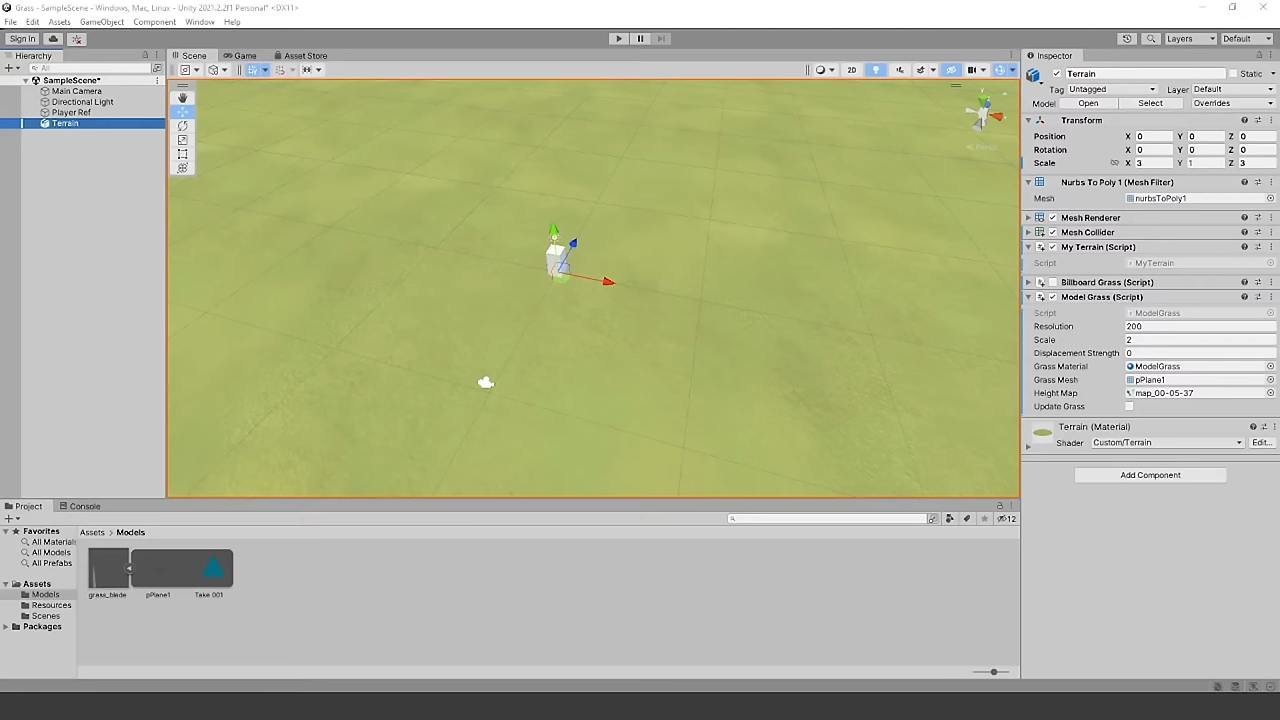 Grass - SampleScene - Windows, Mac, Linux - Unity 2021.2.2f1 Personal* <DX11>
File Edit Assets GameObject Component Window Help
Sign In Layers Default
Hierarchy Scene Game Asset Store Inspector
All
2D
SampleScene*
Main Camera
Directional Light
Player Ref
Terrain
Terrain Static
Tag Untagged Layer Default
Model Open Select Overrides
Transform
Position X 0 Y 0 Z 0
Rotation X 0 Y 0 Z 0
Scale X 3 Y 1 Z 3
Nurbs To Poly 1 (Mesh Filter)
Mesh nurbsToPoly1
Mesh Renderer
Mesh Collider
My Terrain (Script)
Script MyTerrain
Billboard Grass (Script)
Model Grass (Script)
Script ModelGrass
Resolution 200
Scale 2
Displacement Strength 0
Grass Material ModelGrass
Grass Mesh pPlane1
Height Map map_00-05-37
Update Grass
Terrain (Material)
Shader Custom/Terrain Edit...
Add Component
Project Console
12
Favorites
All Materials
All Models
All Prefabs
Assets
Models
Resources
Scenes
Packages
Assets > Models
grass_blade pPlane1 Take 001